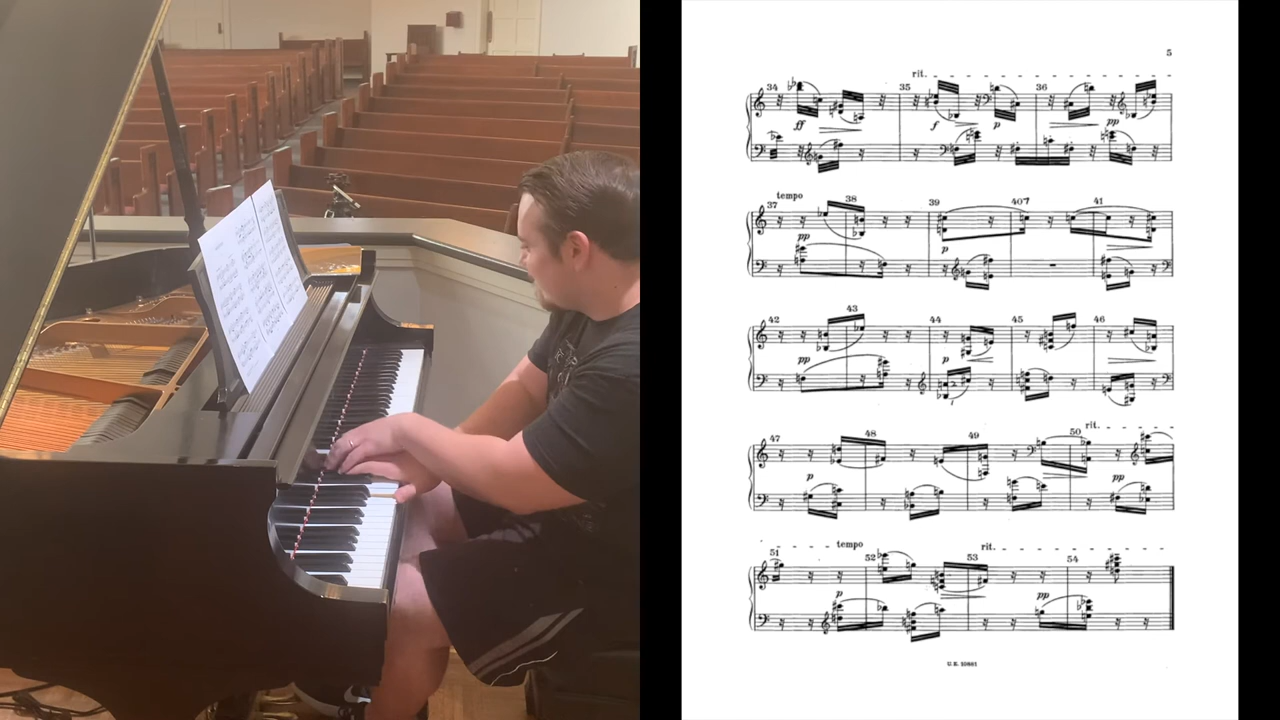 5
rit.
34 35 36
ff f p pp
tempo
37 38 39 407 41
pp p
42 43 44 45 46
pp p
rit.
47 48 49 50
p pp
tempo rit.
51 52 53 54
p pp
U.E. 10881